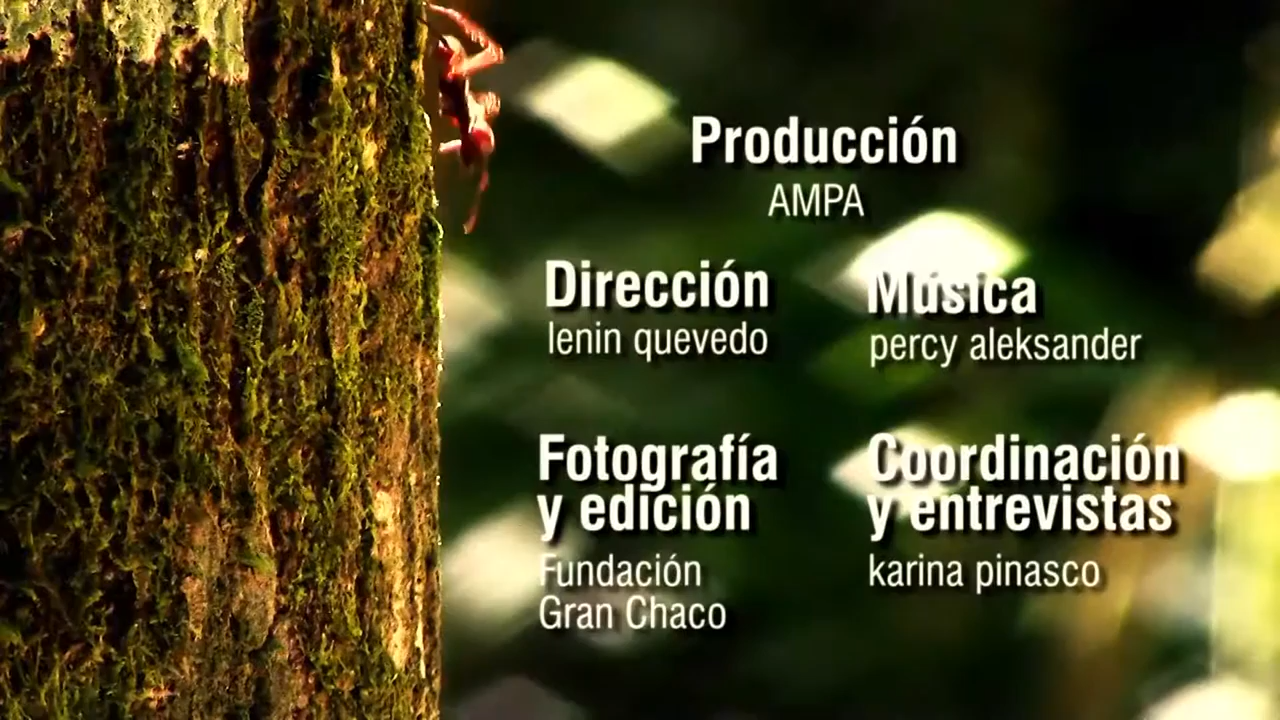 Producción
AMPA
Dirección
lenin quevedo
Música
percy aleksander
Fotografía
y edición
Fundación
Gran Chaco
Coordinación
y entrevistas
karina pinasco